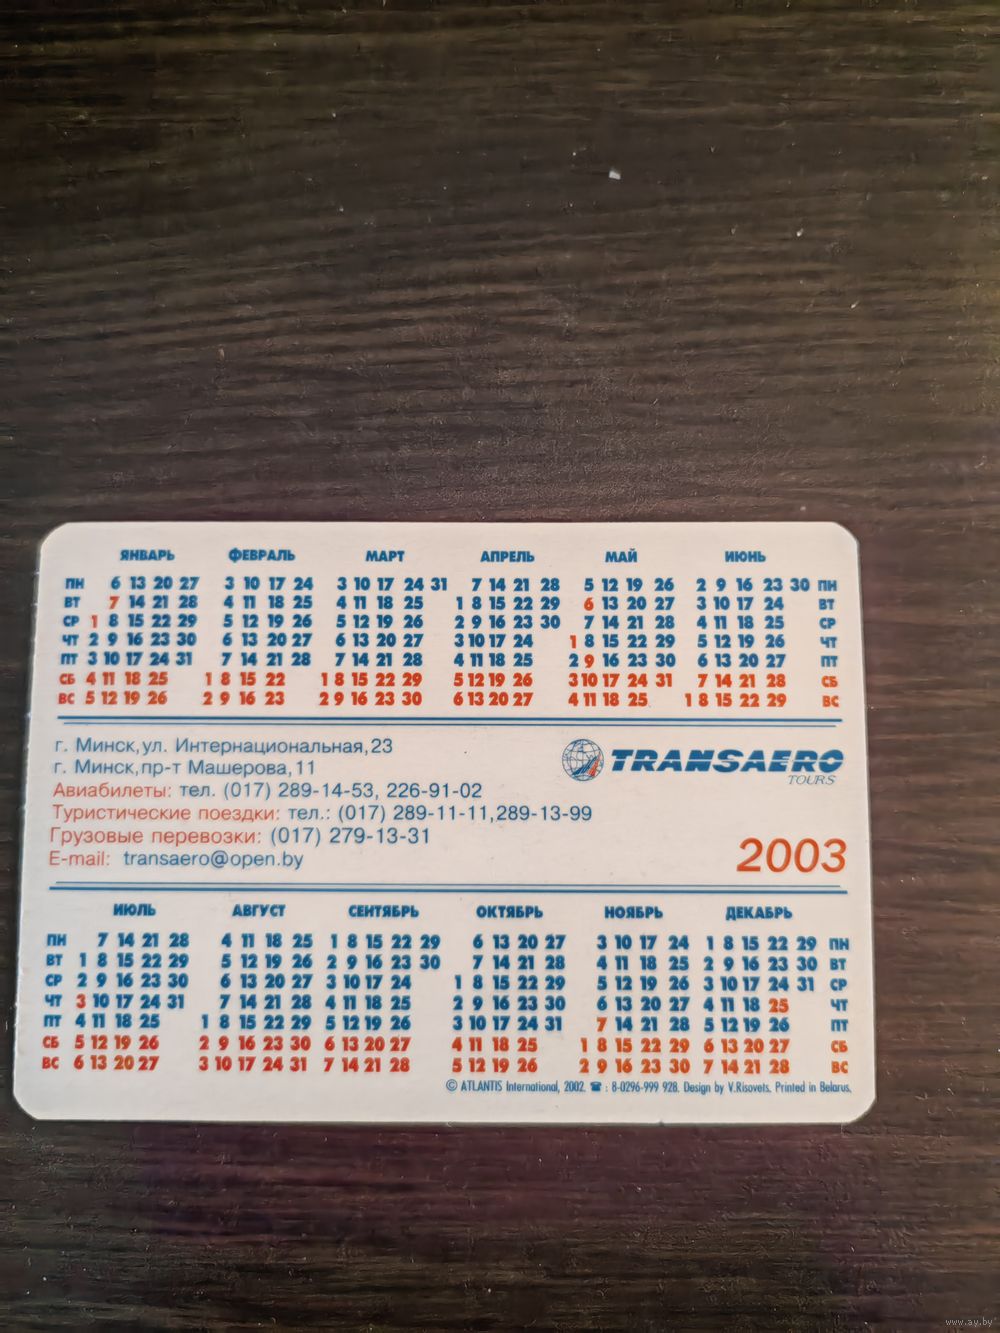 ЯНВАРЬ ФЕВРАЛЬ МАРТ АПРЕЛЬ МАЙ ИЮНЬ
ПН 6 13 20 27 3 10 17 24 3 10 17 24 31 7 14 21 28 5 12 19 26 2 9 16 23 30 ПН
ВТ 7 14 21 28 4 11 18 25 4 11 18 25 1 8 15 22 29 6 13 20 27 3 10 17 24 ВТ
СР 1 8 15 22 29 5 12 19 26 5 12 19 26 2 9 16 23 30 7 14 21 28 4 11 18 25 СР
ЧТ 2 9 16 23 30 6 13 20 27 6 13 20 27 3 10 17 24 1 8 15 22 29 5 12 19 26 ЧТ
ПТ 3 10 17 24 31 7 14 21 28 7 14 21 28 4 11 18 25 2 9 16 23 30 6 13 20 27 ПТ
СБ 4 11 18 25 1 8 15 22 1 8 15 22 29 5 12 19 26 3 10 17 24 31 7 14 21 28 СБ
ВС 5 12 19 26 2 9 16 23 2 9 16 23 30 6 13 20 27 4 11 18 25 1 8 15 22 29 ВС
г. Минск,ул. Интернациональная,23
г. Минск,пр-т Машерова,11
Авиабилеты: тел. (017) 289-14-53, 226-91-02
Туристические поездки: тел.: (017) 289-11-11,289-13-99
Грузовые перевозки: (017) 279-13-31
E-mail: transaero@open.by
TRANSAERO
TOURS
2003
ИЮЛЬ АВГУСТ СЕНТЯБРЬ ОКТЯБРЬ НОЯБРЬ ДЕКАБРЬ
ПН 7 14 21 28 4 11 18 25 1 8 15 22 29 6 13 20 27 3 10 17 24 1 8 15 22 29 ПН
ВТ 1 8 15 22 29 5 12 19 26 2 9 16 23 30 7 14 21 28 4 11 18 25 2 9 16 23 30 ВТ
СР 2 9 16 23 30 6 13 20 27 3 10 17 24 1 8 15 22 29 5 12 19 26 3 10 17 24 31 СР
ЧТ 3 10 17 24 31 7 14 21 28 4 11 18 25 2 9 16 23 30 6 13 20 27 4 11 18 25 ЧТ
ПТ 4 11 18 25 1 8 15 22 29 5 12 19 26 3 10 17 24 31 7 14 21 28 5 12 19 26 ПТ
СБ 5 12 19 26 2 9 16 23 30 6 13 20 27 4 11 18 25 1 8 15 22 29 6 13 20 27 СБ
ВС 6 13 20 27 3 10 17 24 31 7 14 21 28 5 12 19 26 2 9 16 23 30 7 14 21 28 ВС
© ATLANTIS International, 2002. ☎ : 8-0296-999 928. Design by V.Risovets. Printed in Belarus.
www.ay.by